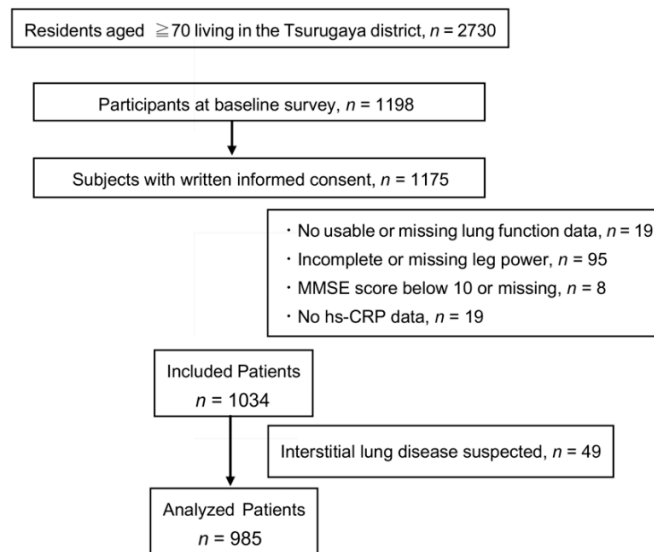 Residents aged ≧70 living in the Tsurugaya district, n = 2730
Participants at baseline survey, n = 1198
Subjects with written informed consent, n = 1175
・No usable or missing lung function data, n = 19
・Incomplete or missing leg power, n = 95
・MMSE score below 10 or missing, n = 8
・No hs-CRP data, n = 19
Included Patients
n = 1034
Interstitial lung disease suspected, n = 49
Analyzed Patients
n = 985